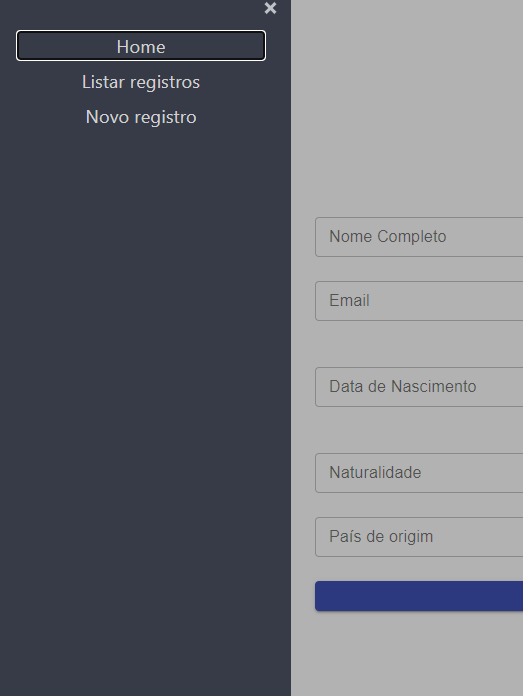 ×
Home
Listar registros
Novo registro
Nome Completo
Email
Data de Nascimento
Naturalidade
País de origim